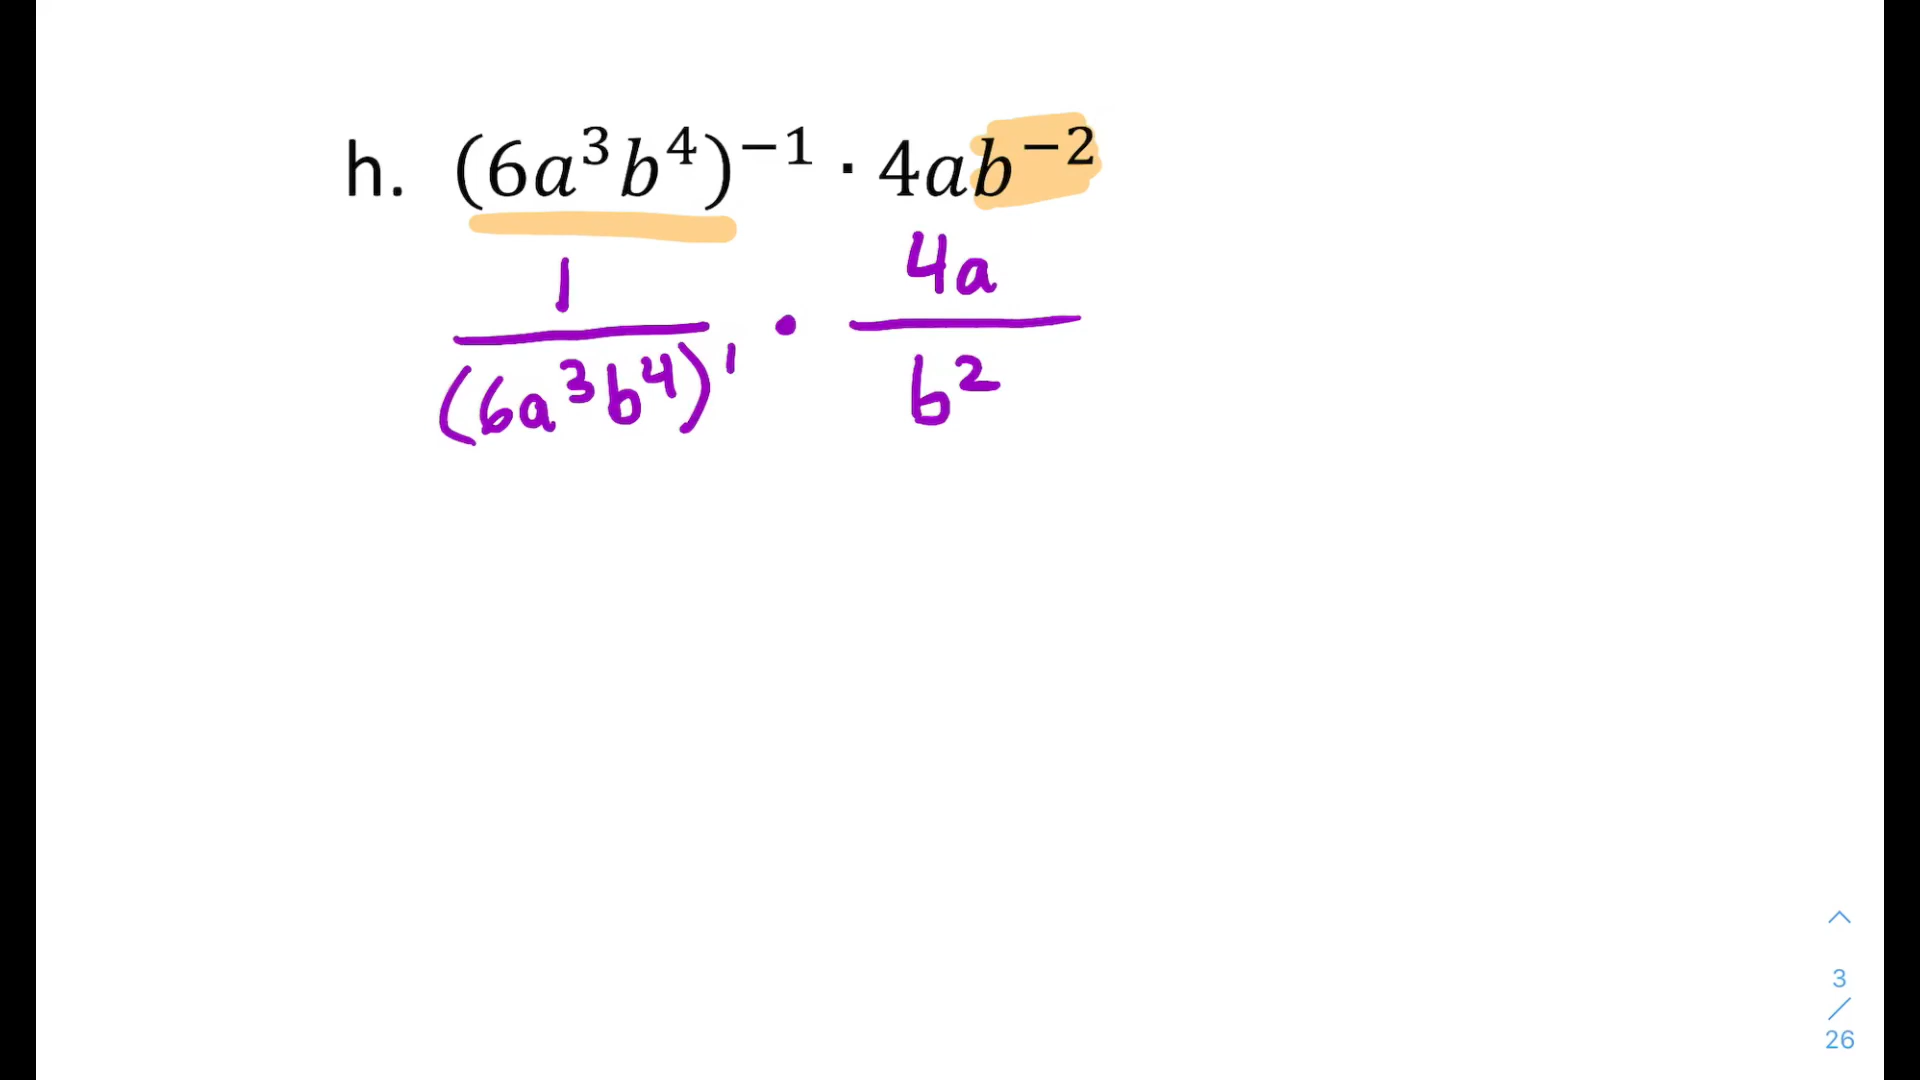 h. (6a³b⁴)⁻¹ · 4ab⁻²
1 / (6a³b⁴)¹ · 4a / b²
3
/
26